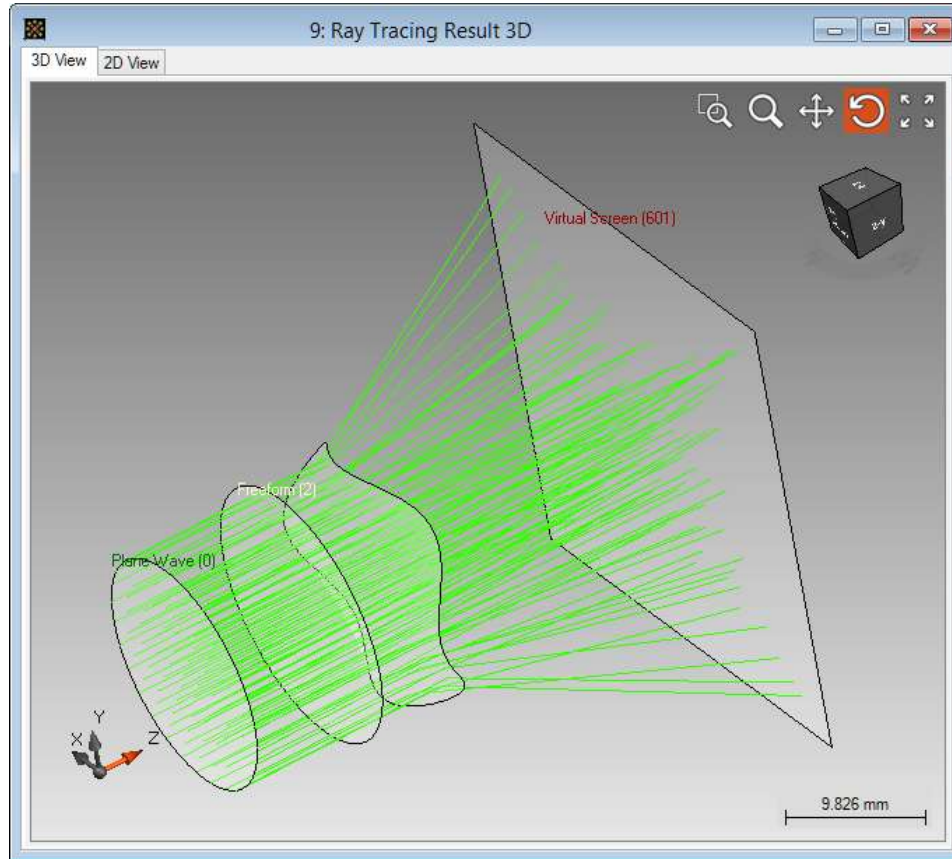 9: Ray Tracing Result 3D
3D View
2D View
Virtual Screen (601)
Freeform (2)
Plane Wave (0)
Y
X
Z
9.826 mm